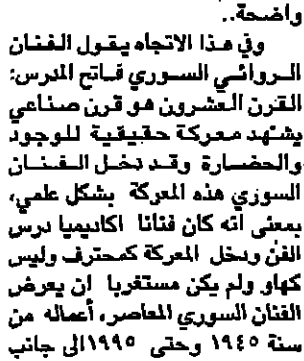 واضحة..
وفي هذا الاتجاه يقول الفنان
الروائي السوري فاتح المدرس:
القرن العشرون هو قرن صناعي
يشهد معركة حقيقية للوجود
والحضارة وقد دخل الفنان
السوري هذه المعركة بشكل علمي،
بمعنى انه كان فنانا اكاديميا درس
الفن ودخل المعركة كمحترف وليس
كهاو ولم يكن مستغربا ان يعرض
الفنان السوري المعاصر، أعماله من
سنة ١٩٤٥ وحتى ١٩٩٥الى جانب